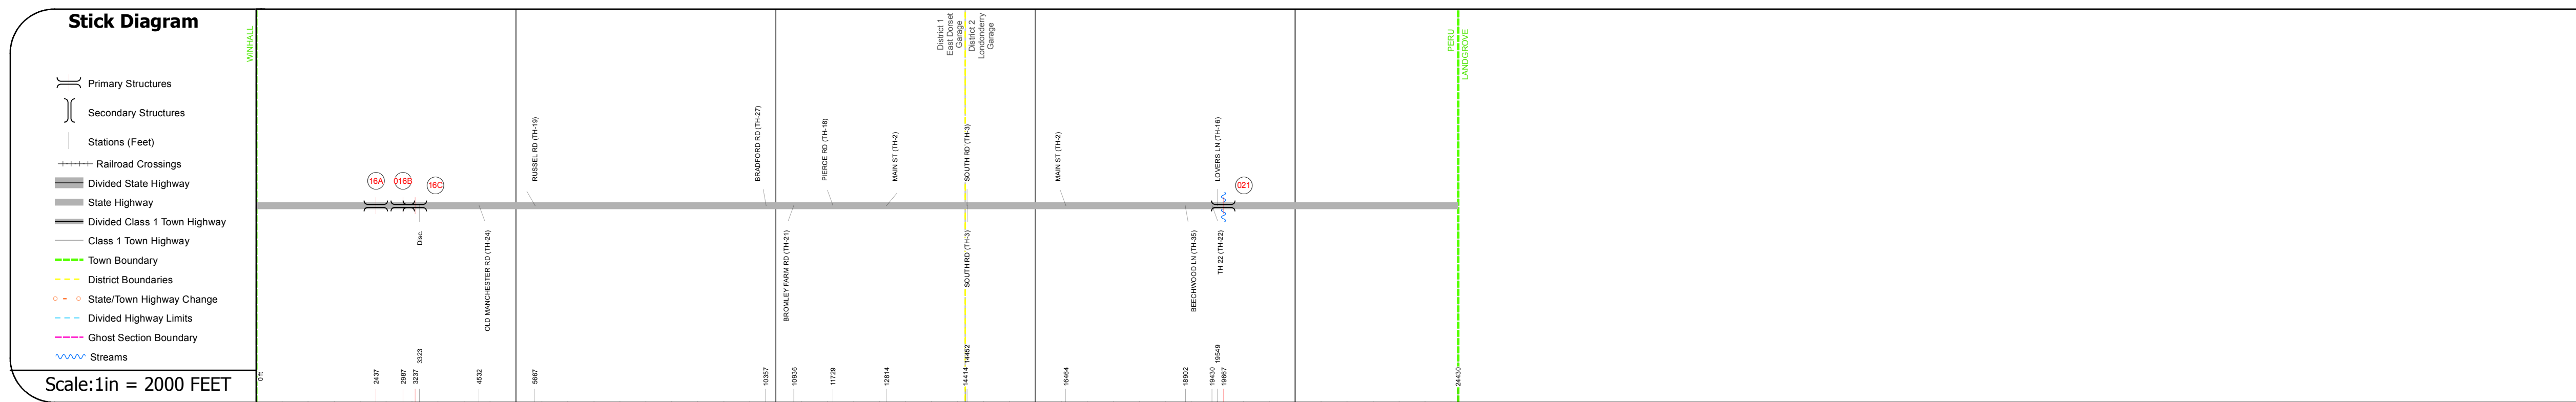 Stick Diagram
Primary Structures
Secondary Structures
Stations (Feet)
Railroad Crossings
Divided State Highway
State Highway
Divided Class 1 Town Highway
Class 1 Town Highway
Town Boundary
District Boundaries
State/Town Highway Change
Divided Highway Limits
Ghost Section Boundary
Streams
Scale:1in = 2000 FEET
WINHALL
District 1
East Dorset
Garage
District 2
Londonderry
Garage
PERU
LANDGROVE
RUSSEL RD (TH-19)
BRADFORD RD (TH-27)
PIERCE RD (TH-18)
MAIN ST (TH-2)
SOUTH RD (TH-3)
MAIN ST (TH-2)
LOVERS LN (TH-16)
16A
016B
16C
021
Disc.
OLD MANCHESTER RD (TH-24)
BROMLEY FARM RD (TH-21)
SOUTH RD (TH-3)
BEECHWOOD LN (TH-35)
TH 22 (TH-22)
0 ft
2437
2987
3237
3323
4532
5667
10357
10936
11729
12814
14414
14452
16464
18902
19430
19549
19667
24430